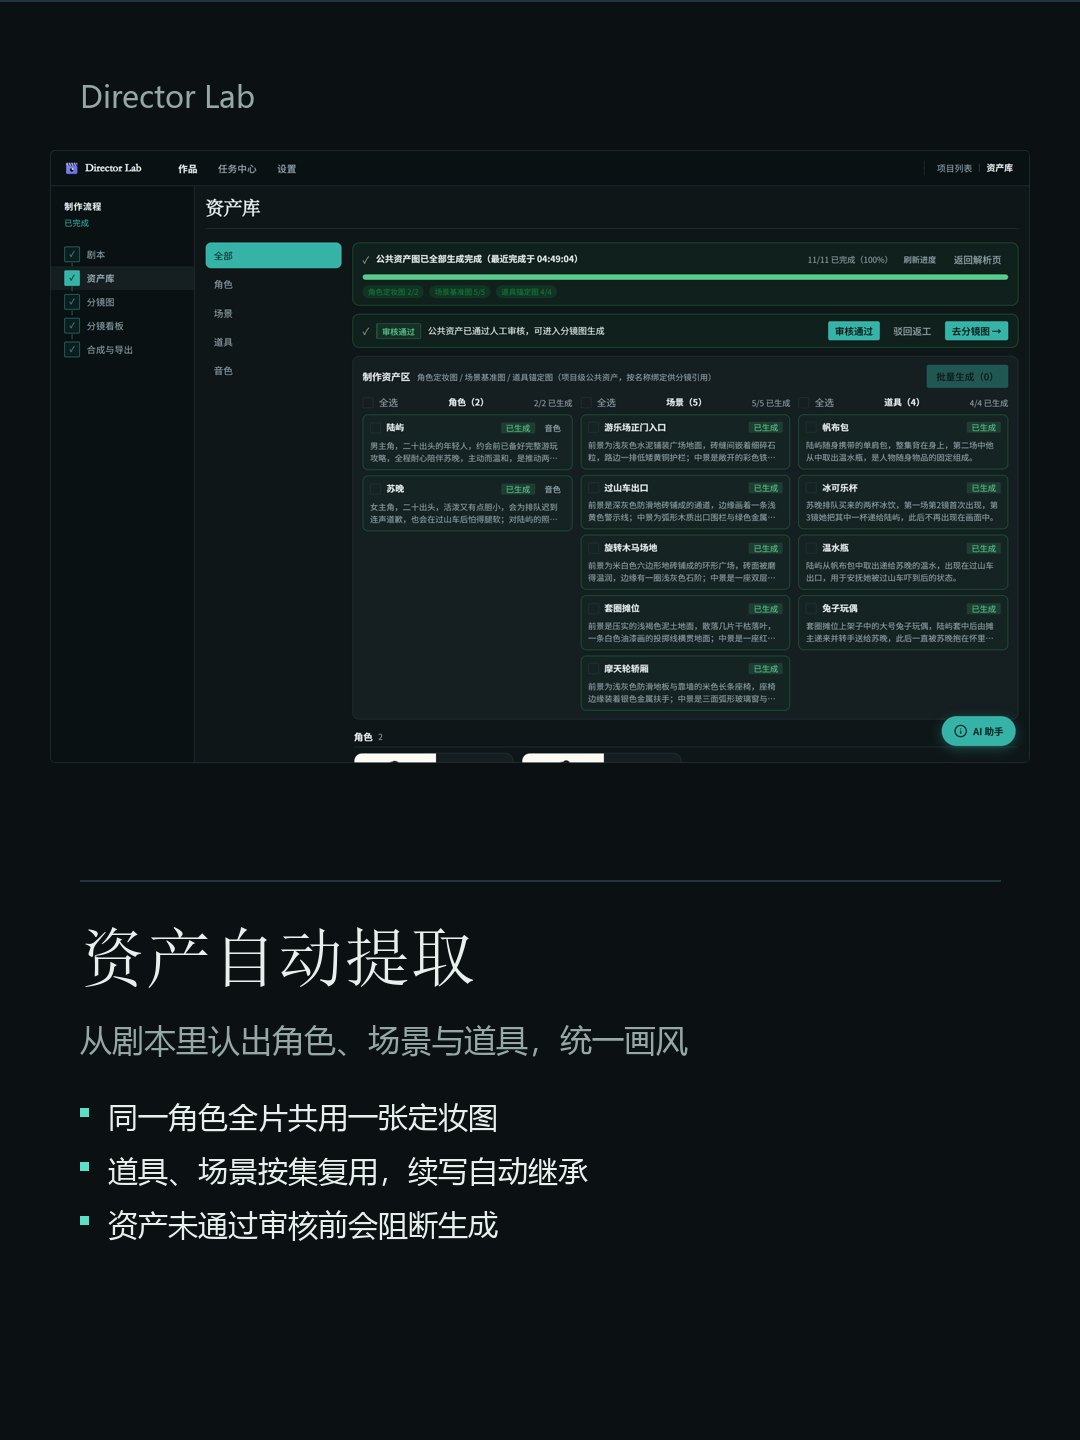 Director Lab
Director Lab 作品 任务中心 设置 项目列表 资产库
制作流程
已完成
剧本
资产库
分镜图
分镜看板
合成与导出
资产库
全部
角色
场景
道具
音色
公共资产图已全部生成完成（最近完成于 04:49:04） 11/11 已完成（100%） 刷新进度 返回解析页
角色定妆图 2/2 场景基准图 5/5 道具锚定图 4/4
审核通过 公共资产已通过人工审核，可进入分镜图生成 审核通过 驳回返工 去分镜图 →
制作资产区 角色定妆图 / 场景基准图 / 道具锚定图（项目级公共资产，按名称绑定供分镜引用） 批量生成（0）
全选 角色（2） 2/2 已生成
陆屿 已生成 音色
男主角，二十出头的年轻人，约会前已备好完整游玩
攻略，全程耐心陪伴苏晚，主动而温和，是推动两…
苏晚 已生成 音色
女主角，二十出头，活泼又有点胆小，会为排队迟到
连声道歉，也会在过山车后怕得腿软；对陆屿的照…
全选 场景（5） 5/5 已生成
游乐场正门入口 已生成
前景为浅灰色水泥铺装广场地面，砖缝间嵌着细碎石
粒，路边一排低矮黄铜护栏；中景是敞开的彩色铁…
过山车出口 已生成
前景是深灰色防滑地砖铺成的通道，边缘画着一条浅
黄色警示线；中景为弧形木质出口围栏与绿色金属…
旋转木马场地 已生成
前景为米白色六边形地砖铺成的环形广场，砖面被磨
得温润，边缘有一圈浅灰色石阶；中景是一座双层…
套圈摊位 已生成
前景是压实的浅褐色泥土地面，散落几片干枯落叶，
一条白色油漆画的投掷线横贯地面；中景是一座红…
摩天轮轿厢 已生成
前景为浅灰色防滑地板与靠墙的米色长条座椅，座椅
边缘装着银色金属扶手；中景是三面弧形玻璃窗与…
全选 道具（4） 4/4 已生成
帆布包 已生成
陆屿随身携带的单肩包，整集背在身上，第二场中他
从中取出温水瓶，是人物随身物品的固定组成。
冰可乐杯 已生成
苏晚排队买来的两杯冰饮，第一场第2镜首次出现，第
3镜她把其中一杯递给陆屿，此后不再出现在画面中。
温水瓶 已生成
陆屿从帆布包中取出递给苏晚的温水，出现在过山车
出口，用于安抚她被过山车吓到后的状态。
兔子玩偶 已生成
套圈摊位上架子中的大号兔子玩偶，陆屿套中后由摊
主递来并转手送给苏晚，此后一直被苏晚抱在怀里…
角色 2
AI 助手
资产自动提取
从剧本里认出角色、场景与道具，统一画风
同一角色全片共用一张定妆图
道具、场景按集复用，续写自动继承
资产未通过审核前会阻断生成